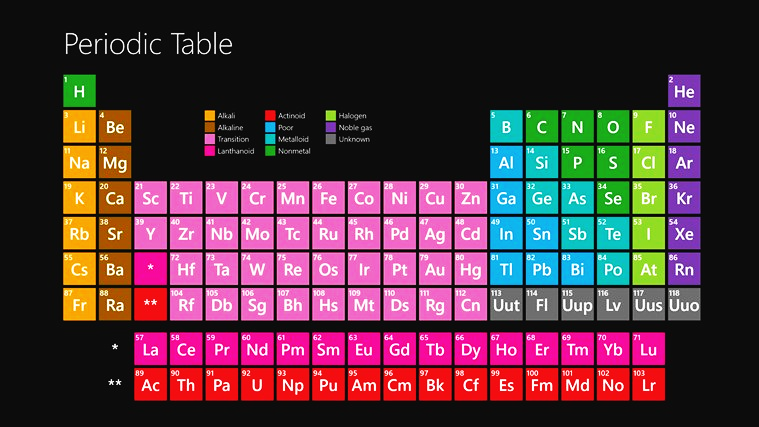 Periodic Table
1 H 2 He
Alkali Actinoid Halogen
Alkaline Poor Noble gas
Transition Metalloid Unknown
Lanthanoid Nonmetal
3 Li 4 Be 5 B 6 C 7 N 8 O 9 F 10 Ne
11 Na 12 Mg 13 Al 14 Si 15 P 16 S 17 Cl 18 Ar
19 K 20 Ca 21 Sc 22 Ti 23 V 24 Cr 25 Mn 26 Fe 27 Co 28 Ni 29 Cu 30 Zn 31 Ga 32 Ge 33 As 34 Se 35 Br 36 Kr
37 Rb 38 Sr 39 Y 40 Zr 41 Nb 42 Mo 43 Tc 44 Ru 45 Rh 46 Pd 47 Ag 48 Cd 49 In 50 Sn 51 Sb 52 Te 53 I 54 Xe
55 Cs 56 Ba * 72 Hf 73 Ta 74 W 75 Re 76 Os 77 Ir 78 Pt 79 Au 80 Hg 81 Tl 82 Pb 83 Bi 84 Po 85 At 86 Rn
87 Fr 88 Ra ** 104 Rf 105 Db 106 Sg 107 Bh 108 Hs 109 Mt 110 Ds 111 Rg 112 Cn 113 Uut 114 Fl 115 Uup 116 Lv 117 Uus 118 Uuo
* 57 La 58 Ce 59 Pr 60 Nd 61 Pm 62 Sm 63 Eu 64 Gd 65 Tb 66 Dy 67 Ho 68 Er 69 Tm 70 Yb 71 Lu
** 89 Ac 90 Th 91 Pa 92 U 93 Np 94 Pu 95 Am 96 Cm 97 Bk 98 Cf 99 Es 100 Fm 101 Md 102 No 103 Lr